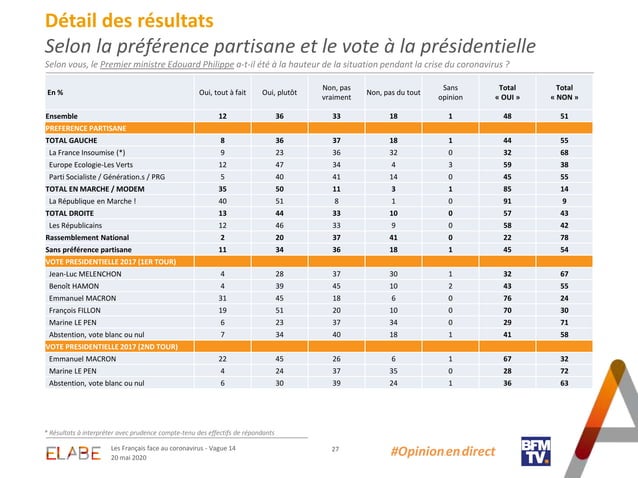 Détail des résultats
Selon la préférence partisane et le vote à la présidentielle
Selon vous, le Premier ministre Edouard Philippe a-t-il été à la hauteur de la situation pendant la crise du coronavirus ?
En % Oui, tout à fait Oui, plutôt Non, pas vraiment Non, pas du tout Sans opinion Total « OUI » Total « NON »
Ensemble 12 36 33 18 1 48 51
PREFERENCE PARTISANE
TOTAL GAUCHE 8 36 37 18 1 44 55
La France Insoumise (*) 9 23 36 32 0 32 68
Europe Ecologie-Les Verts 12 47 34 4 3 59 38
Parti Socialiste / Génération.s / PRG 5 40 41 14 0 45 55
TOTAL EN MARCHE / MODEM 35 50 11 3 1 85 14
La République en Marche ! 40 51 8 1 0 91 9
TOTAL DROITE 13 44 33 10 0 57 43
Les Républicains 12 46 33 9 0 58 42
Rassemblement National 2 20 37 41 0 22 78
Sans préférence partisane 11 34 36 18 1 45 54
VOTE PRESIDENTIELLE 2017 (1ER TOUR)
Jean-Luc MELENCHON 4 28 37 30 1 32 67
Benoît HAMON 4 39 45 10 2 43 55
Emmanuel MACRON 31 45 18 6 0 76 24
François FILLON 19 51 20 10 0 70 30
Marine LE PEN 6 23 37 34 0 29 71
Abstention, vote blanc ou nul 7 34 40 18 1 41 58
VOTE PRESIDENTIELLE 2017 (2ND TOUR)
Emmanuel MACRON 22 45 26 6 1 67 32
Marine LE PEN 4 24 37 35 0 28 72
Abstention, vote blanc ou nul 6 30 39 24 1 36 63
* Résultats à interpréter avec prudence compte-tenu des effectifs de répondants
ELABE
Les Français face au coronavirus - Vague 14
20 mai 2020
27
#Opinionendirect
BFM
TV.